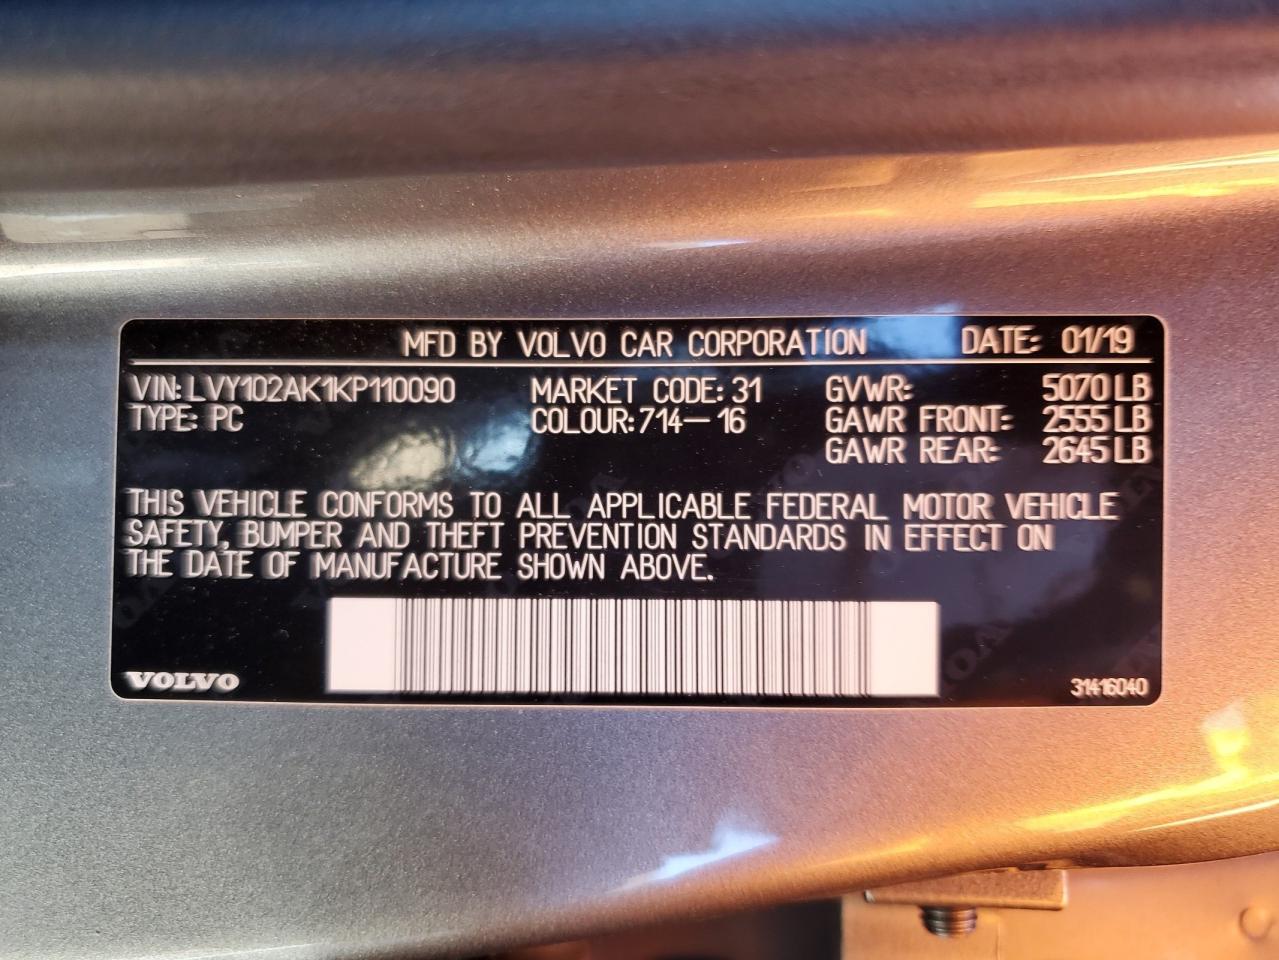 MFD BY VOLVO CAR CORPORATION DATE: 01/19
VIN: LVY102AK1KP110090 MARKET CODE: 31 GVWR: 5070 LB
TYPE: PC COLOUR: 714-16 GAWR FRONT: 2555 LB
GAWR REAR: 2645 LB
THIS VEHICLE CONFORMS TO ALL APPLICABLE FEDERAL MOTOR VEHICLE
SAFETY, BUMPER AND THEFT PREVENTION STANDARDS IN EFFECT ON
THE DATE OF MANUFACTURE SHOWN ABOVE.
VOLVO 31416040